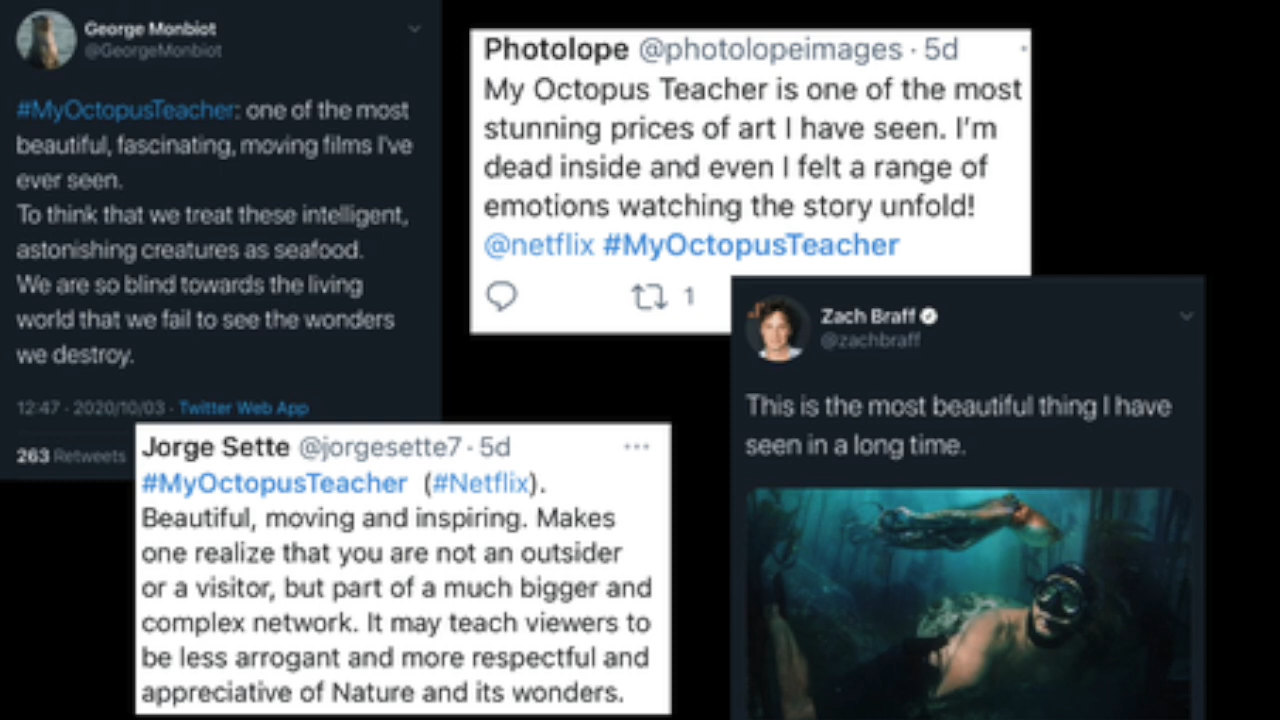 George Monbiot
@GeorgeMonbiot
#MyOctopusTeacher: one of the most
beautiful, fascinating, moving films I've
ever seen.
To think that we treat these intelligent,
astonishing creatures as seafood.
We are so blind towards the living
world that we fail to see the wonders
we destroy.
12:47 · 2020/10/03 · Twitter Web App
263 Retweets
Photolope @photolopeimages · 5d
My Octopus Teacher is one of the most
stunning prices of art I have seen. I'm
dead inside and even I felt a range of
emotions watching the story unfold!
@netflix #MyOctopusTeacher
1
Jorge Sette @jorgesette7 · 5d
#MyOctopusTeacher (#Netflix).
Beautiful, moving and inspiring. Makes
one realize that you are not an outsider
or a visitor, but part of a much bigger and
complex network. It may teach viewers to
be less arrogant and more respectful and
appreciative of Nature and its wonders.
Zach Braff
@zachbraff
This is the most beautiful thing I have
seen in a long time.